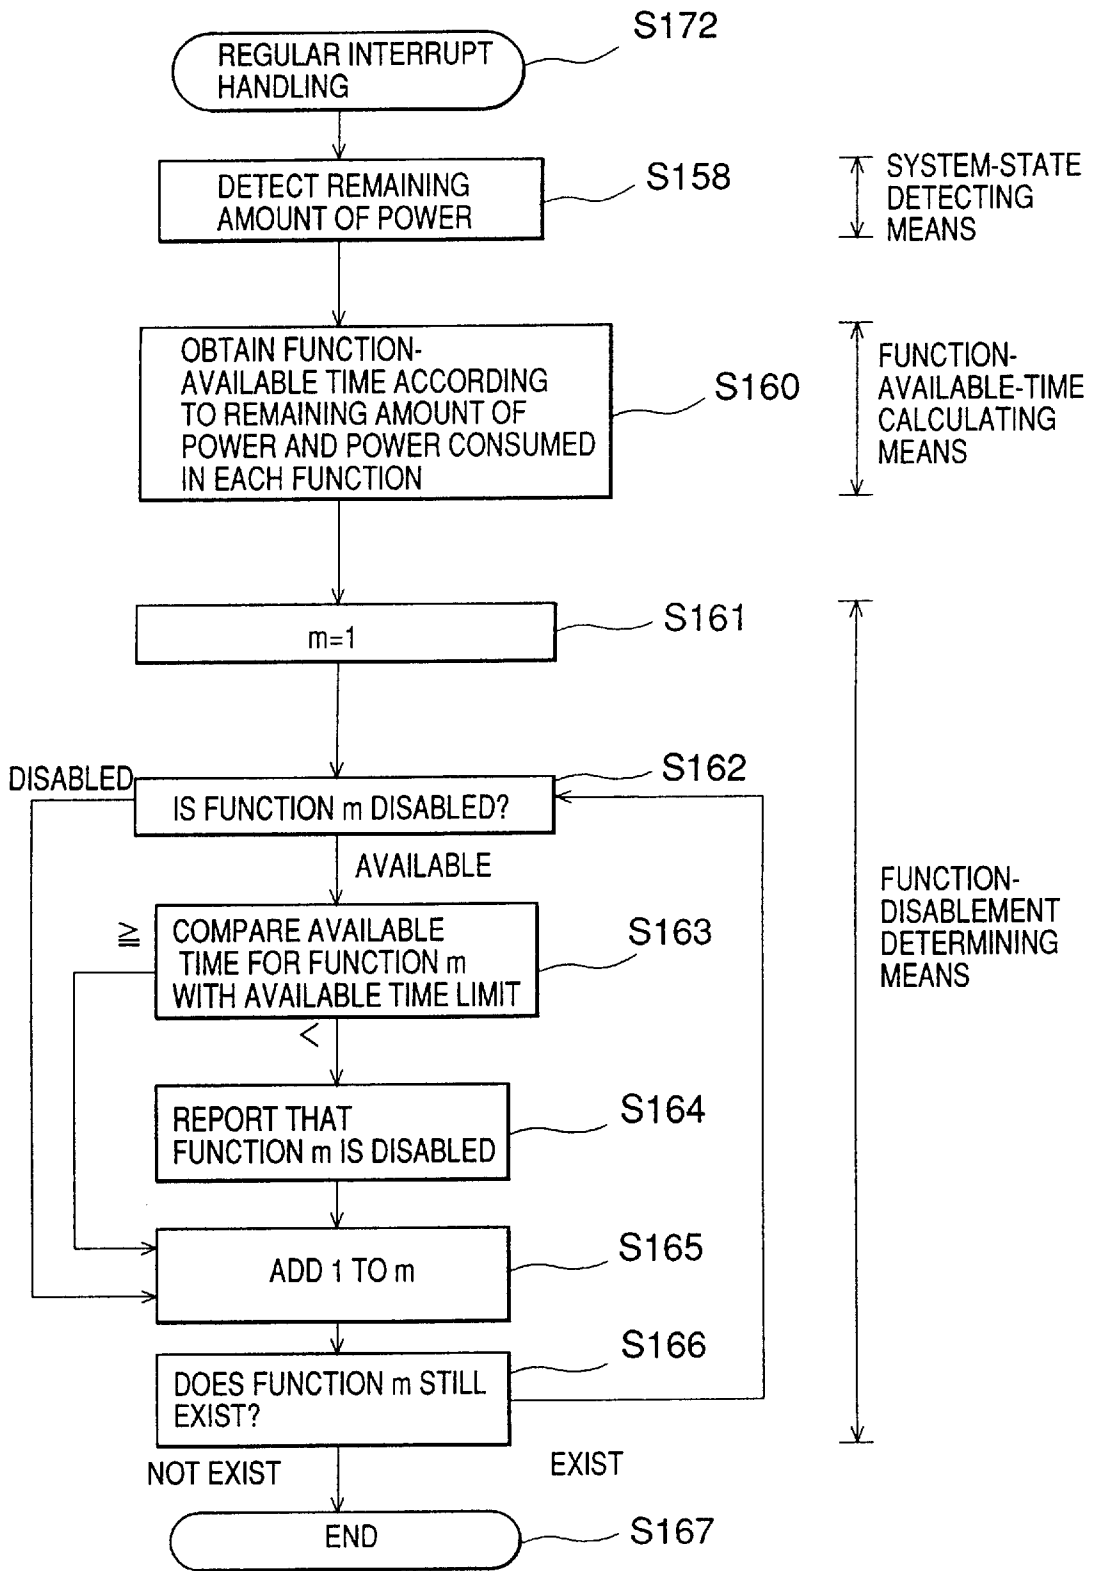 S172
REGULAR INTERRUPT
HANDLING
S158
DETECT REMAINING
AMOUNT OF POWER
SYSTEM-STATE
DETECTING
MEANS
OBTAIN FUNCTION-
AVAILABLE TIME ACCORDING
TO REMAINING AMOUNT OF
POWER AND POWER CONSUMED
IN EACH FUNCTION
S160
FUNCTION-
AVAILABLE-TIME
CALCULATING
MEANS
S161
m=1
S162
DISABLED
IS FUNCTION m DISABLED?
AVAILABLE
≧
COMPARE AVAILABLE
TIME FOR FUNCTION m
WITH AVAILABLE TIME LIMIT
S163
<
FUNCTION-
DISABLEMENT
DETERMINING
MEANS
REPORT THAT
FUNCTION m IS DISABLED
S164
ADD 1 TO m
S165
S166
DOES FUNCTION m STILL
EXIST?
NOT EXIST
EXIST
END
S167